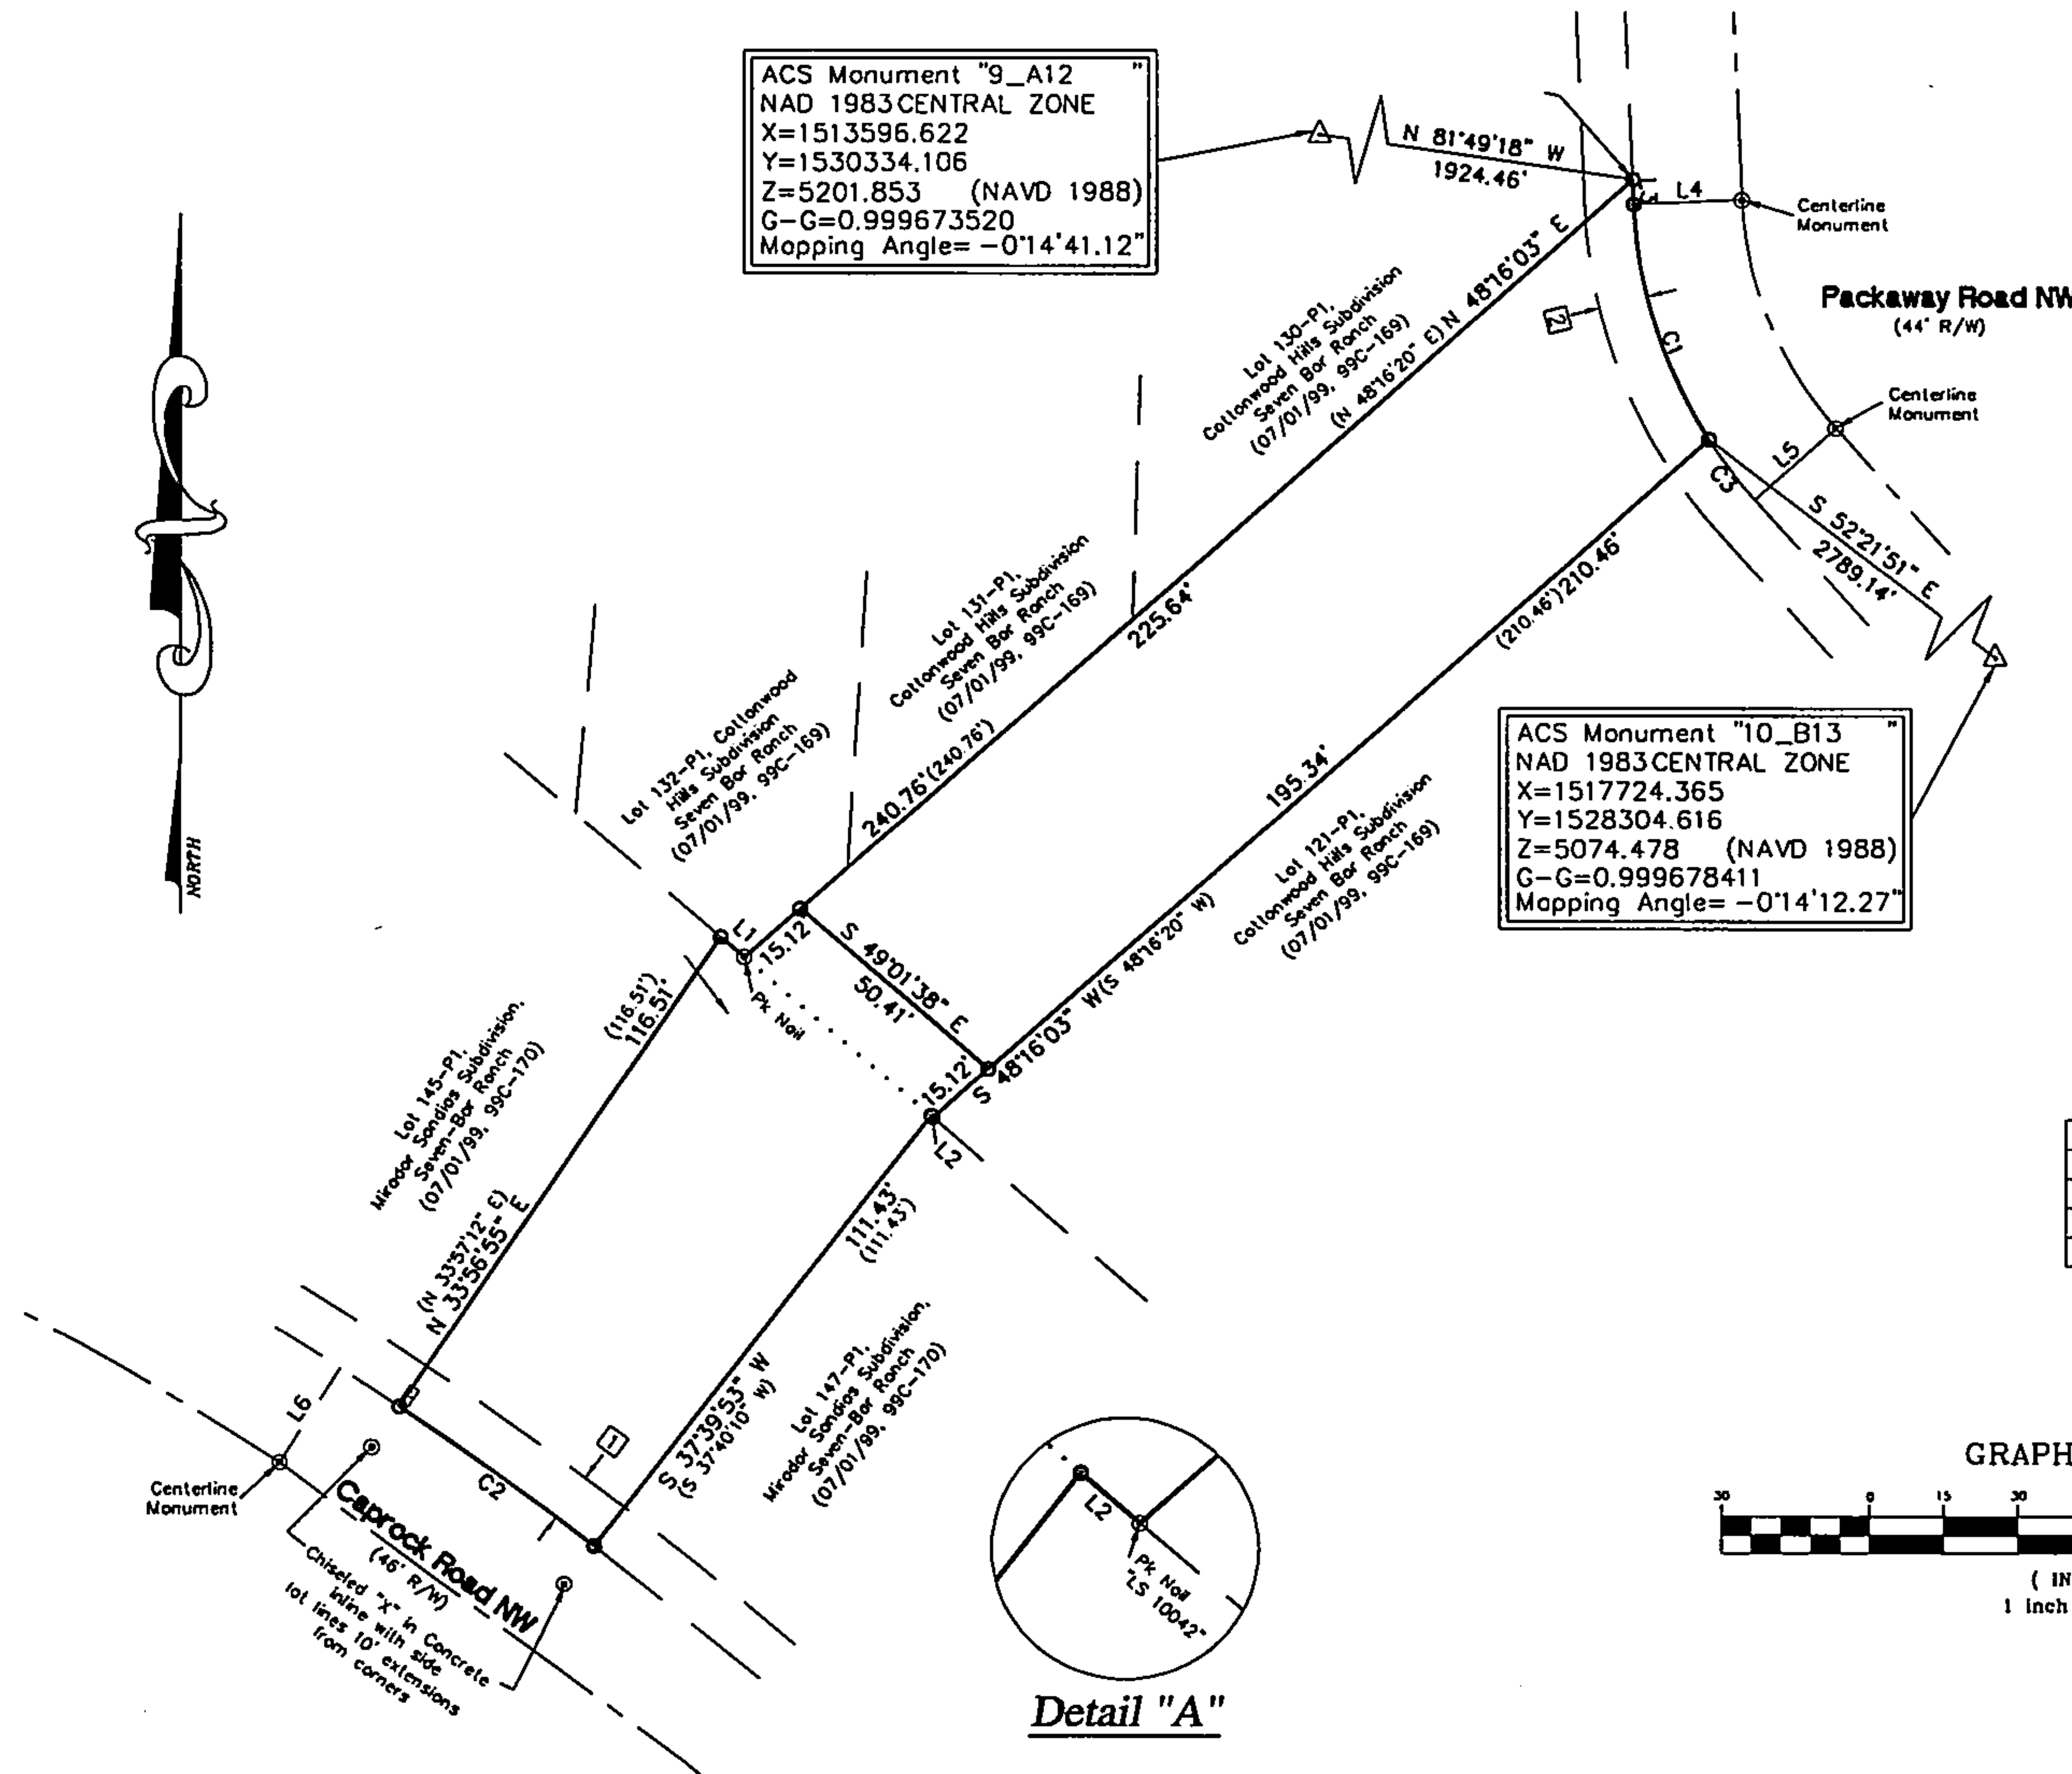 ACS Monument "9_A12 "
NAD 1983 CENTRAL ZONE
X=1513596.622
Y=1530334.106
Z=5201.853 (NAVD 1988)
G-G=0.999673520
Mapping Angle= -0°14'41.12"
N 81°49'18" W
1924.46'
L4
Centerline
Monument
Packaway Road NW
(44' R/W)
2
C1
Centerline
Monument
L5
C3
S 52°21'51" E
2789.14'
Lot 130-P1,
Cottonwood Hills Subdivision
Seven Bar Ranch
(07/01/99, 99C-169)
(N 48°16'20" E) N 48°16'03" E
NORTH
Lot 131-P1,
Cottonwood Hills Subdivision
Seven Bar Ranch
(07/01/99, 99C-169)
225.64'
(210.46') 210.46'
Lot 132-P1, Cottonwood
Hills Subdivision
Seven Bar Ranch
(07/01/99, 99C-169)
240.76' (240.76')
195.34'
ACS Monument "10_B13 "
NAD 1983 CENTRAL ZONE
X=1517724.365
Y=1528304.616
Z=5074.478 (NAVD 1988)
G-G=0.999678411
Mapping Angle= -0°14'12.27"
Lot 121-P1,
Cottonwood Hills Subdivision
Seven Bar Ranch
(07/01/99, 99C-169)
L1
15.12'
S 49°01'38" E
50.41'
Pk Nail
15.12'
S 48°16'03" W (S 48°16'20" W)
L2
(116.51')
116.51'
Lot 145-P1,
Mirador Sandias Subdivision,
Seven-Bar Ranch
(07/01/99, 99C-170)
(N 33°57'12" E)
N 33°56'55" E
111.43'
(111.43')
S 37°39'53" W
(S 37°40'10" W)
Lot 147-P1,
Mirador Sandias Subdivision,
Seven-Bar Ranch
(07/01/99, 99C-170)
L6
C2
1
Centerline
Monument
Caprock Road NW
(46' R/W)
Chiseled "X" in Concrete
inline with side
lot lines 10' extensions
from corners
L2
Pk Nail
"LS 10042"
Detail "A"
GRAPH
30 0 15 30
( IN
1 inch